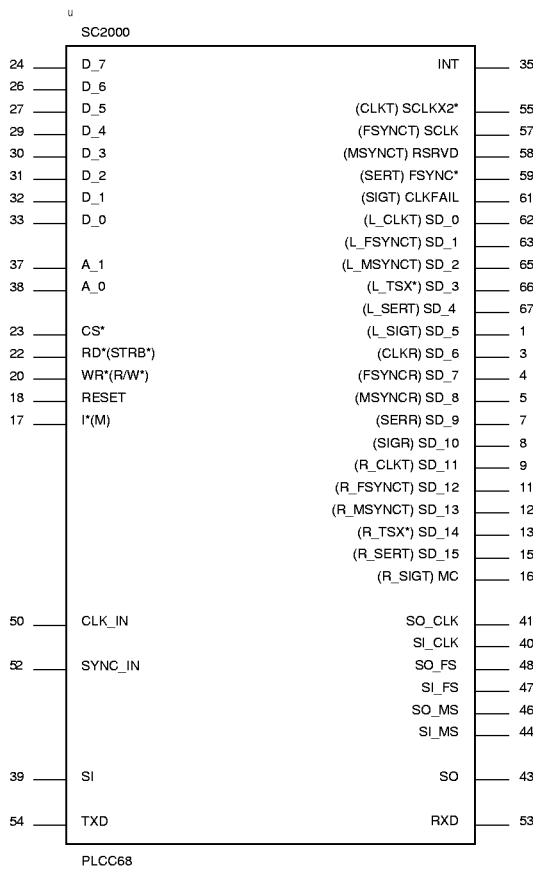 u
SC2000
24 D_7 INT 35
26 D_6
27 D_5 (CLKT) SCLKX2* 55
29 D_4 (FSYNCT) SCLK 57
30 D_3 (MSYNCT) RSRVD 58
31 D_2 (SERT) FSYNC* 59
32 D_1 (SIGT) CLKFAIL 61
33 D_0 (L_CLKT) SD_0 62
(L_FSYNCT) SD_1 63
37 A_1 (L_MSYNCT) SD_2 65
38 A_0 (L_TSX*) SD_3 66
(L_SERT) SD_4 67
23 CS* (L_SIGT) SD_5 1
22 RD*(STRB*) (CLKR) SD_6 3
20 WR*(R/W*) (FSYNCR) SD_7 4
18 RESET (MSYNCR) SD_8 5
17 I*(M) (SERR) SD_9 7
(SIGR) SD_10 8
(R_CLKT) SD_11 9
(R_FSYNCT) SD_12 11
(R_MSYNCT) SD_13 12
(R_TSX*) SD_14 13
(R_SERT) SD_15 15
(R_SIGT) MC 16
50 CLK_IN SO_CLK 41
SI_CLK 40
52 SYNC_IN SO_FS 48
SI_FS 47
SO_MS 46
SI_MS 44
39 SI SO 43
54 TXD RXD 53
PLCC68